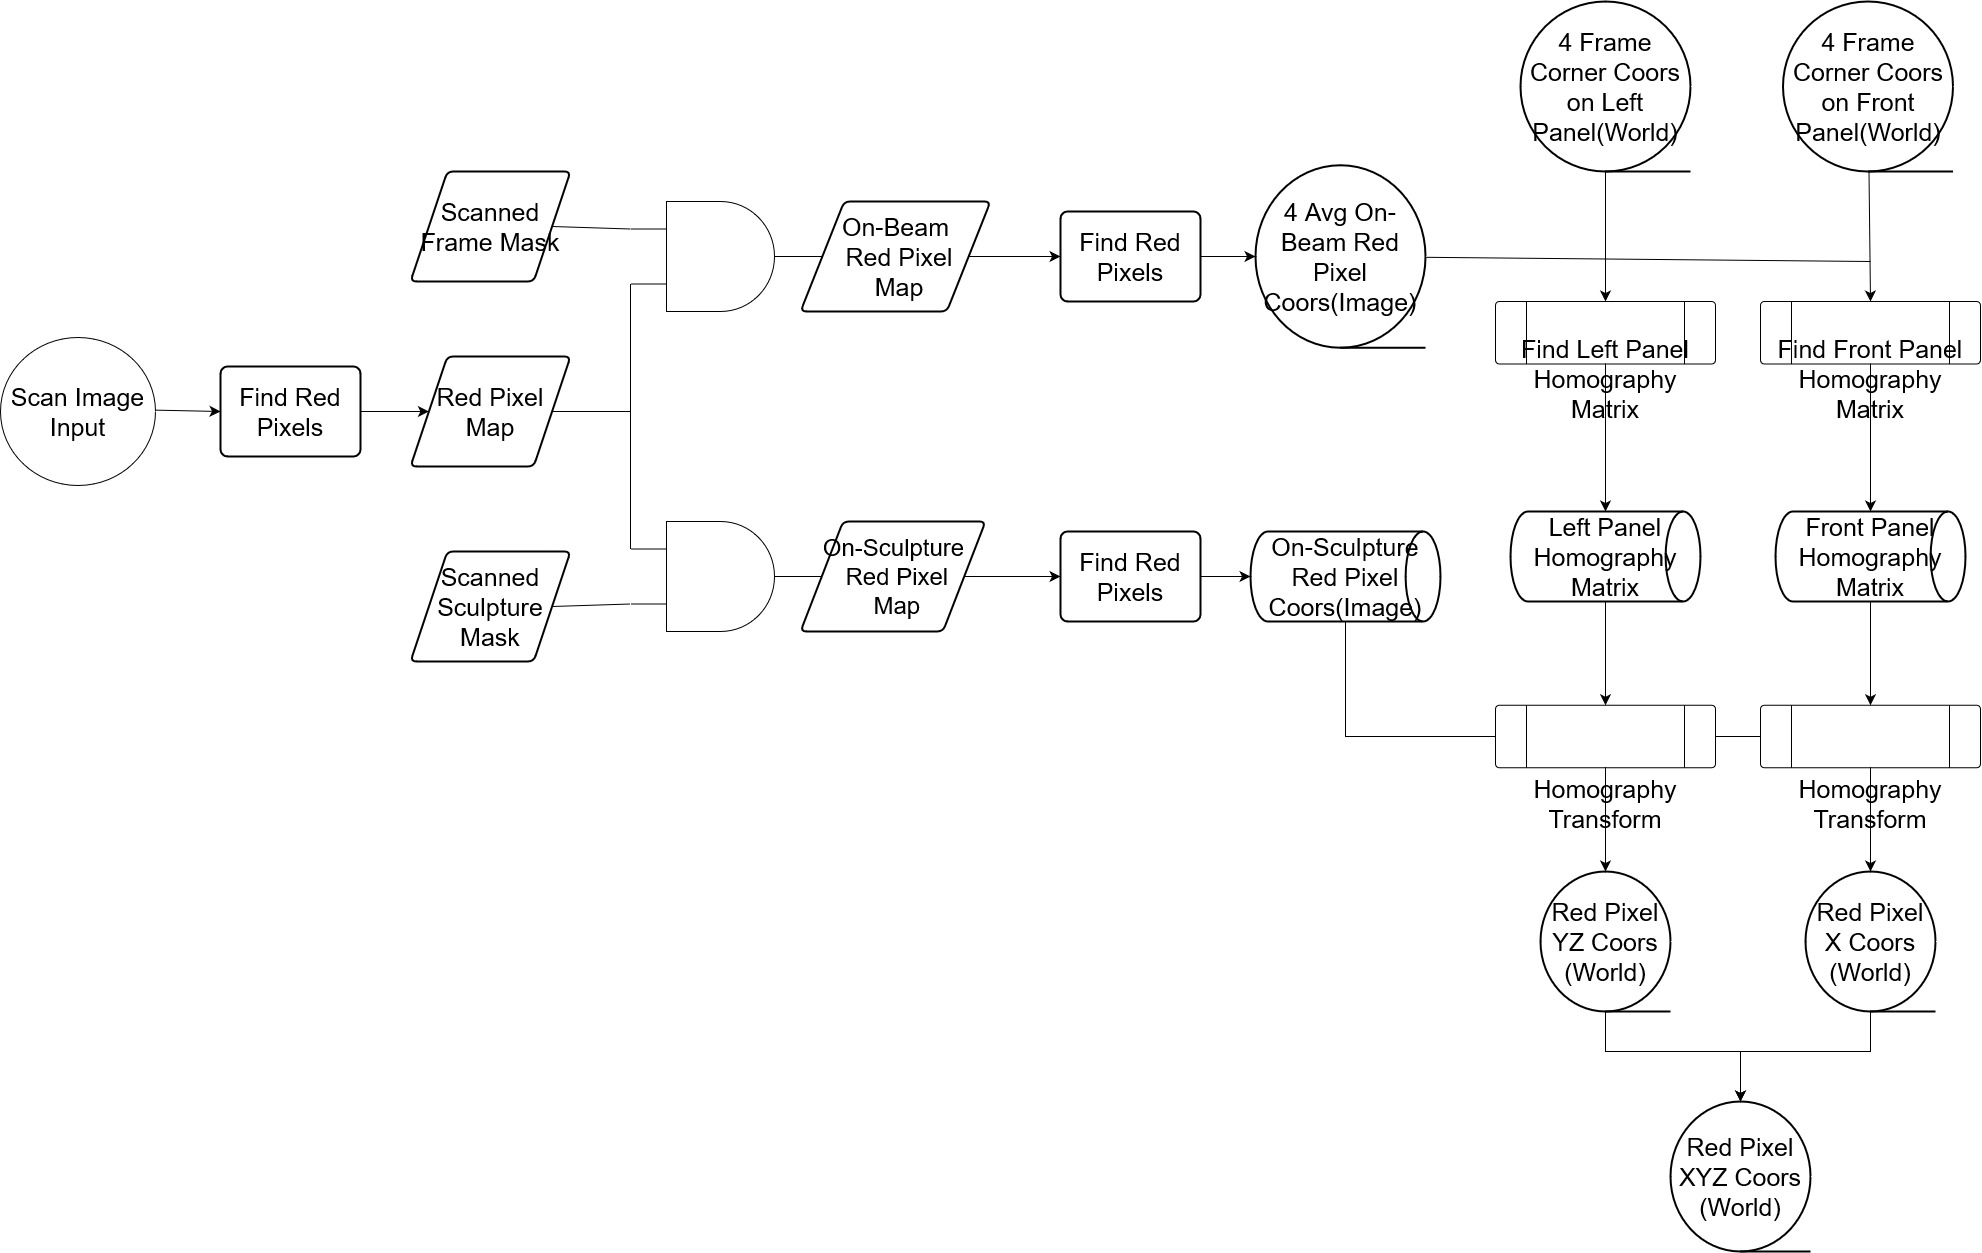 4 Frame
Corner Coors
on Left
Panel(World)
4 Frame
Corner Coors
on Front
Panel(World)
Scanned
Frame Mask
On-Beam
Red Pixel
Map
Find Red
Pixels
4 Avg On-
Beam Red
Pixel
Coors(Image)
Find Left Panel
Homography
Matrix
Find Front Panel
Homography
Matrix
Scan Image
Input
Find Red
Pixels
Red Pixel
Map
Scanned
Sculpture
Mask
On-Sculpture
Red Pixel
Map
Find Red
Pixels
On-Sculpture
Red Pixel
Coors(Image)
Left Panel
Homography
Matrix
Front Panel
Homography
Matrix
Homography
Transform
Homography
Transform
Red Pixel
YZ Coors
(World)
Red Pixel
X Coors
(World)
Red Pixel
XYZ Coors
(World)